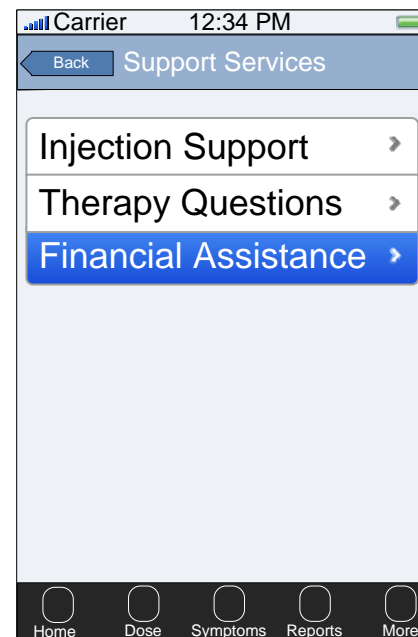 Carrier 12:34 PM
Back Support Services
Injection Support
Therapy Questions
Financial Assistance
Home Dose Symptoms Reports More